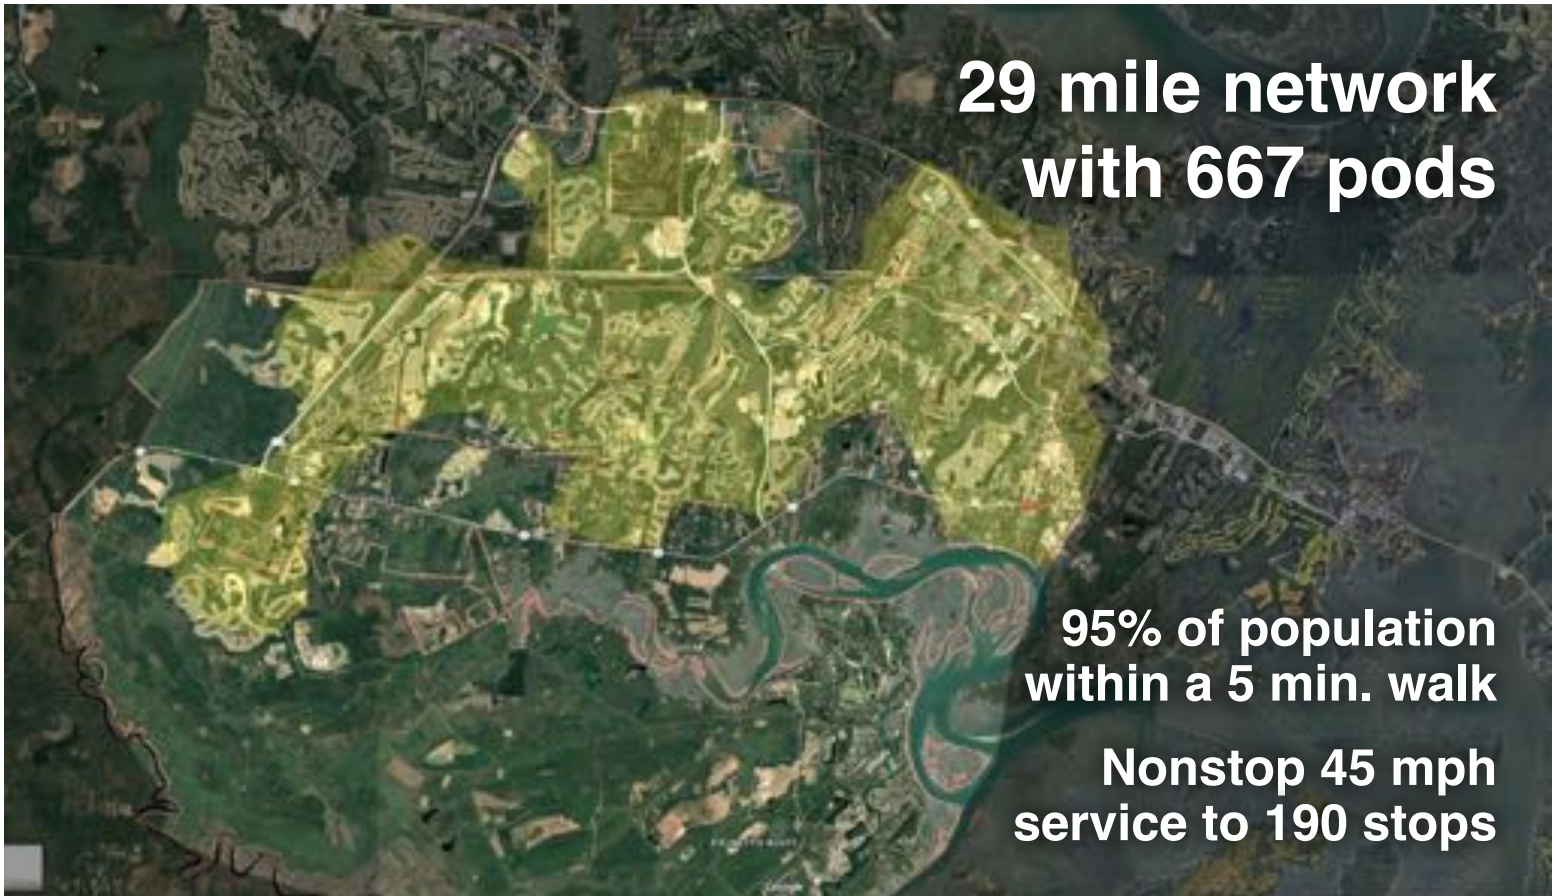 29 mile network
with 667 pods
95% of population
within a 5 min. walk
Nonstop 45 mph
service to 190 stops